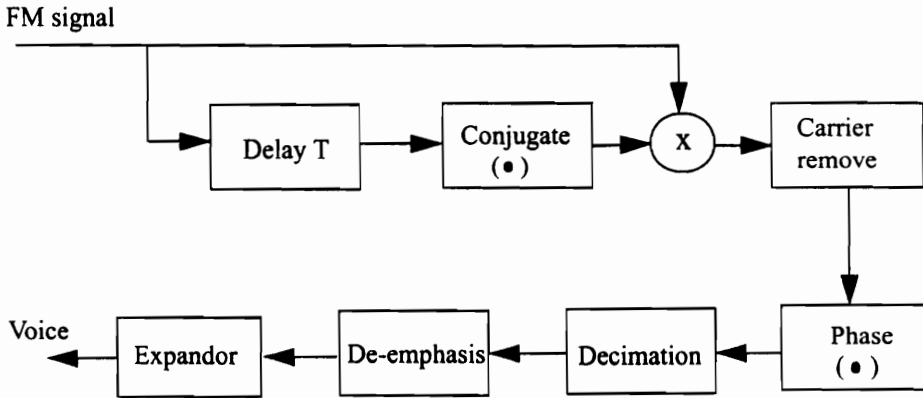 FM signal
Delay T
Conjugate
(•)
X
Carrier
remove
Voice
Expandor
De-emphasis
Decimation
Phase
(•)